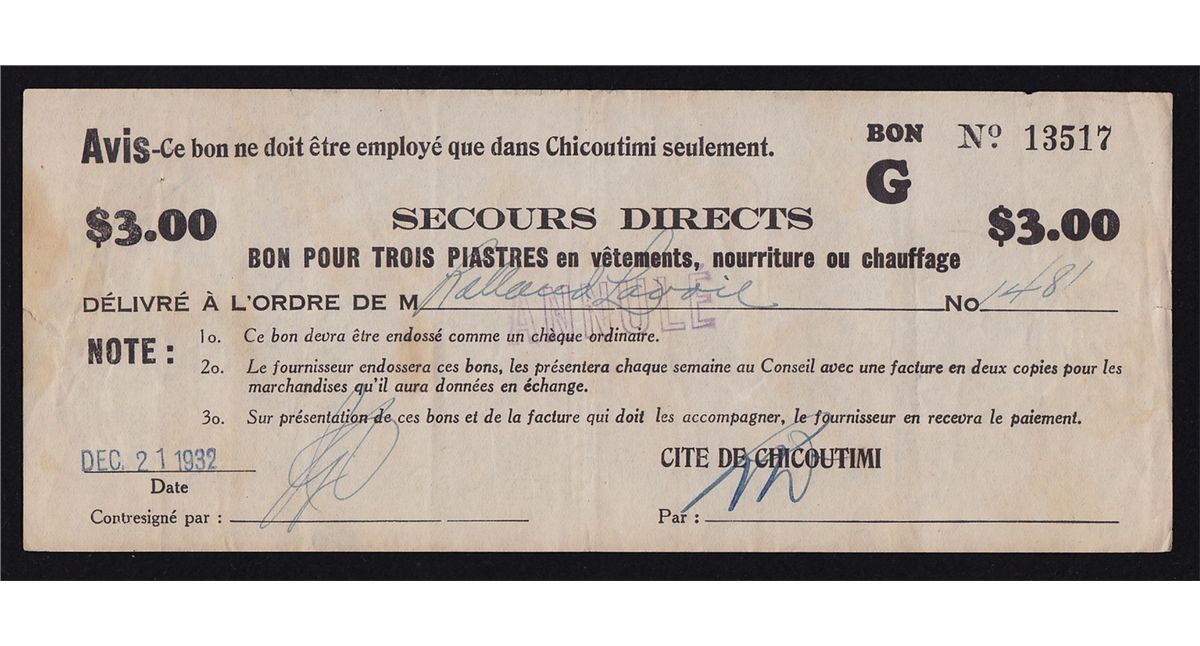 Avis-Ce bon ne doit être employé que dans Chicoutimi seulement.
BON Nº 13517
G
$3.00 SECOURS DIRECTS $3.00
BON POUR TROIS PIASTRES en vêtements, nourriture ou chauffage
DÉLIVRÉ À L'ORDRE DE M Lavoie No 1481
ANNULÉ
NOTE : 1o. Ce bon devra être endossé comme un chèque ordinaire.
2o. Le fournisseur endossera ces bons, les présentera chaque semaine au Conseil avec une facture en deux copies pour les
marchandises qu'il aura données en échange.
3o. Sur présentation de ces bons et de la facture qui doit les accompagner, le fournisseur en recevra le paiement.
DEC. 21 1932 CITE DE CHICOUTIMI
Date
Contresigné par : Par :